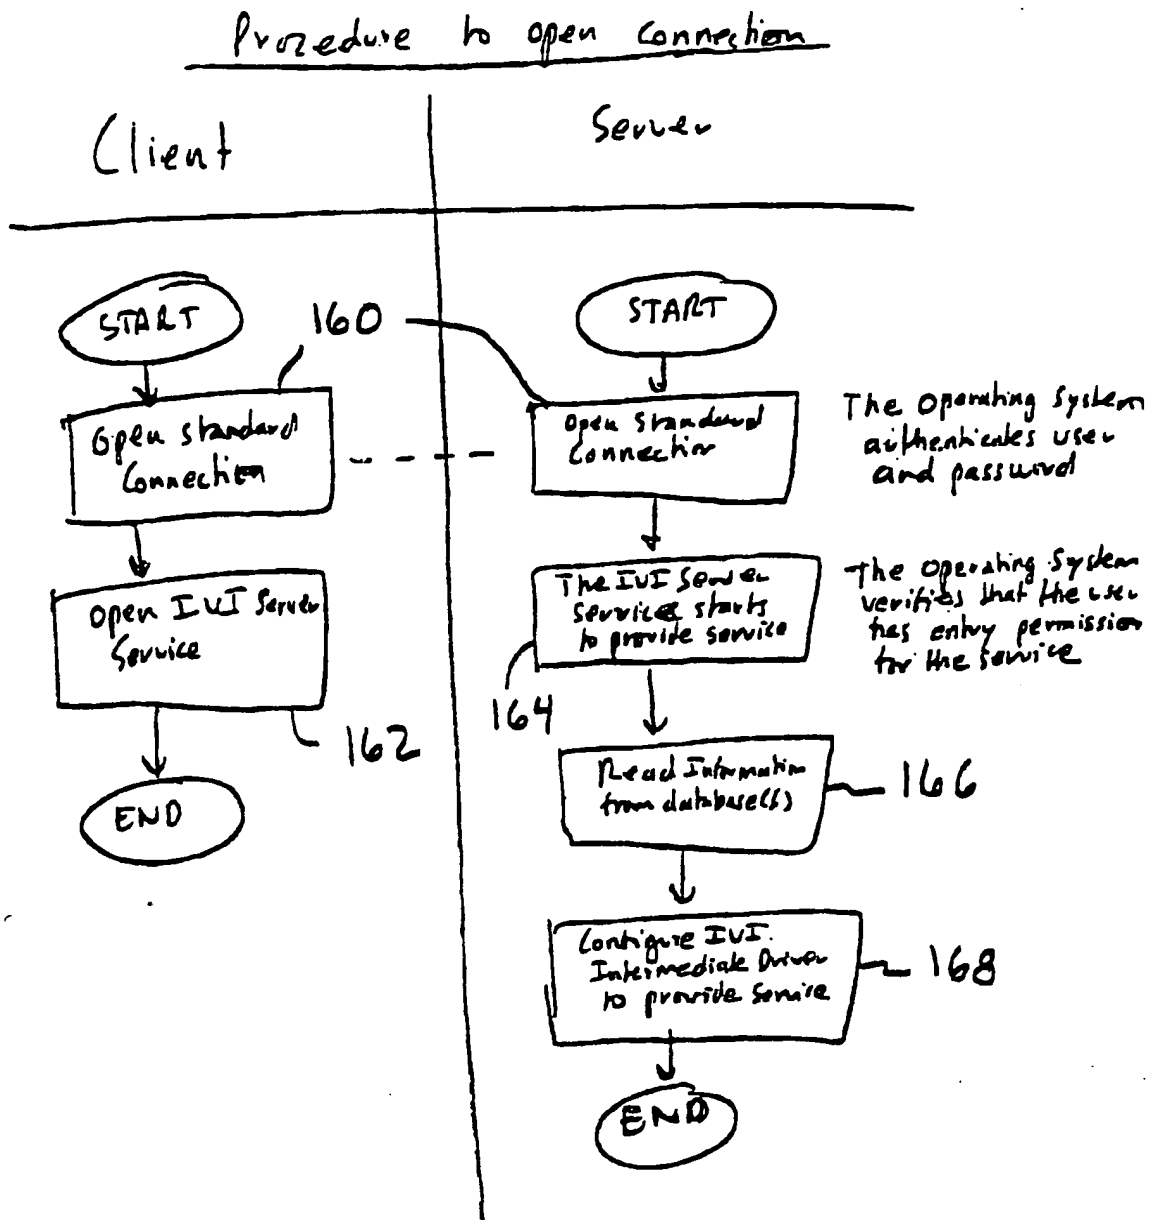 Prozedure to open connection
Client
Server
START
160
START
Open standard
Connection
Open Standard
Connection
The Operating System
authenticates user
and password
Open IVI Server
Service
162
END
The IVI Server
Services starts
to provide service
164
The Operating System
verifies that the user
has entry permission
for the service
Read Information
from database(s)
166
Configure IVI
Intermediate Driver
to provide Service
168
END